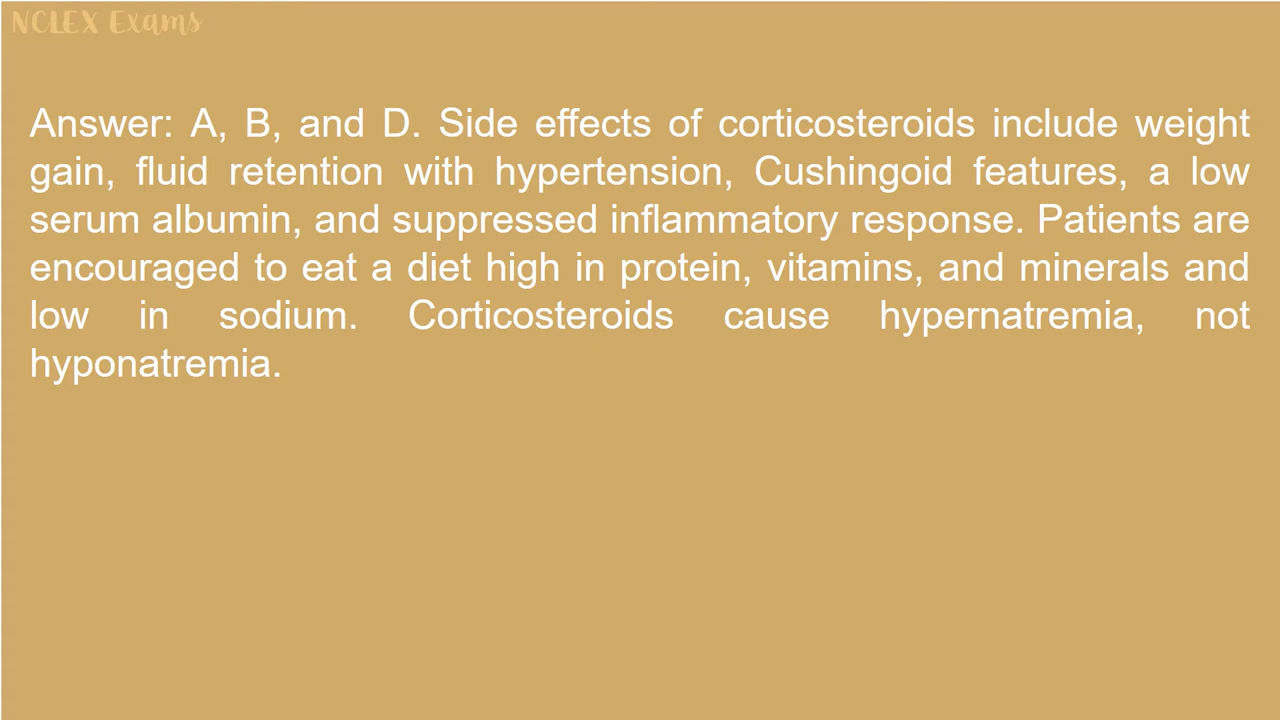 NCLEX Exams
Answer: A, B, and D. Side effects of corticosteroids include weight
gain, fluid retention with hypertension, Cushingoid features, a low
serum albumin, and suppressed inflammatory response. Patients are
encouraged to eat a diet high in protein, vitamins, and minerals and
low in sodium. Corticosteroids cause hypernatremia, not
hyponatremia.